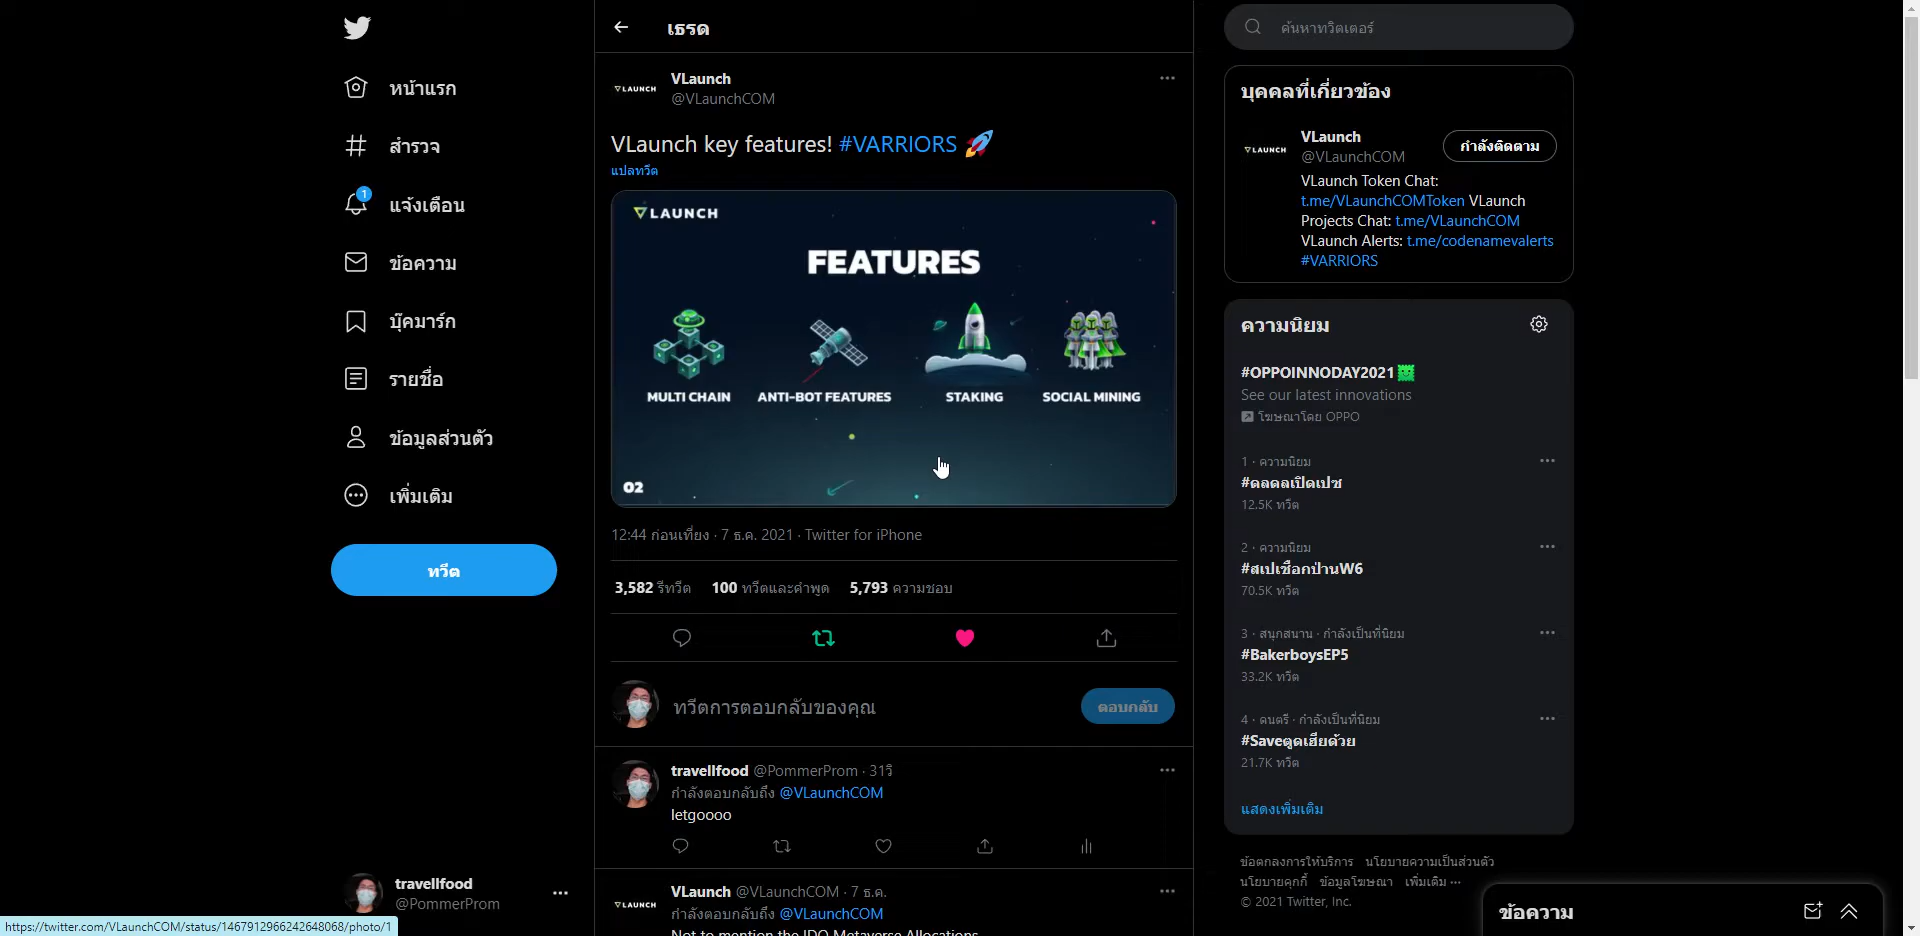 หน้าแรก
สำรวจ
1
แจ้งเตือน
ข้อความ
บุ๊คมาร์ก
รายชื่อ
ข้อมูลส่วนตัว
เพิ่มเติม
ทวีต
travellfood
@PommerProm
https://twitter.com/VLaunchCOM/status/1467912966242648068/photo/1
เธรด
VLAUNCH
VLaunch
@VLaunchCOM
VLaunch key features! #VARRIORS
แปลทวีต
VLAUNCH
FEATURES
MULTI CHAIN
ANTI-BOT FEATURES
STAKING
SOCIAL MINING
02
12:44 ก่อนเที่ยง · 7 ธ.ค. 2021 · Twitter for iPhone
3,582 รีทวีต 100 ทวีตและคำพูด 5,793 ความชอบ
ทวีตการตอบกลับของคุณ
ตอบกลับ
travellfood @PommerProm · 31วิ
กำลังตอบกลับถึง @VLaunchCOM
letgoooo
VLAUNCH
VLaunch @VLaunchCOM · 7 ธ.ค.
กำลังตอบกลับถึง @VLaunchCOM
Not to mention the IDO Metaverse Allocations
ค้นหาทวิตเตอร์
บุคคลที่เกี่ยวข้อง
VLAUNCH
VLaunch
@VLaunchCOM
กำลังติดตาม
VLaunch Token Chat:
t.me/VLaunchCOMToken VLaunch
Projects Chat: t.me/VLaunchCOM
VLaunch Alerts: t.me/codenamevalerts
#VARRIORS
ความนิยม
#OPPOINNODAY2021
See our latest innovations
โฆษณาโดย OPPO
1 · ความนิยม
#ดลดลเปิดเปช
12.5K ทวีต
2 · ความนิยม
#สเปเชือกป่านW6
70.5K ทวีต
3 · สนุกสนาน · กำลังเป็นที่นิยม
#BakerboysEP5
33.2K ทวีต
4 · ดนตรี · กำลังเป็นที่นิยม
#Saveตูดเฮียด้วย
21.7K ทวีต
แสดงเพิ่มเติม
ข้อตกลงการให้บริการ นโยบายความเป็นส่วนตัว
นโยบายคุกกี้ ข้อมูลโฆษณา เพิ่มเติม ···
© 2021 Twitter, Inc.
ข้อความ